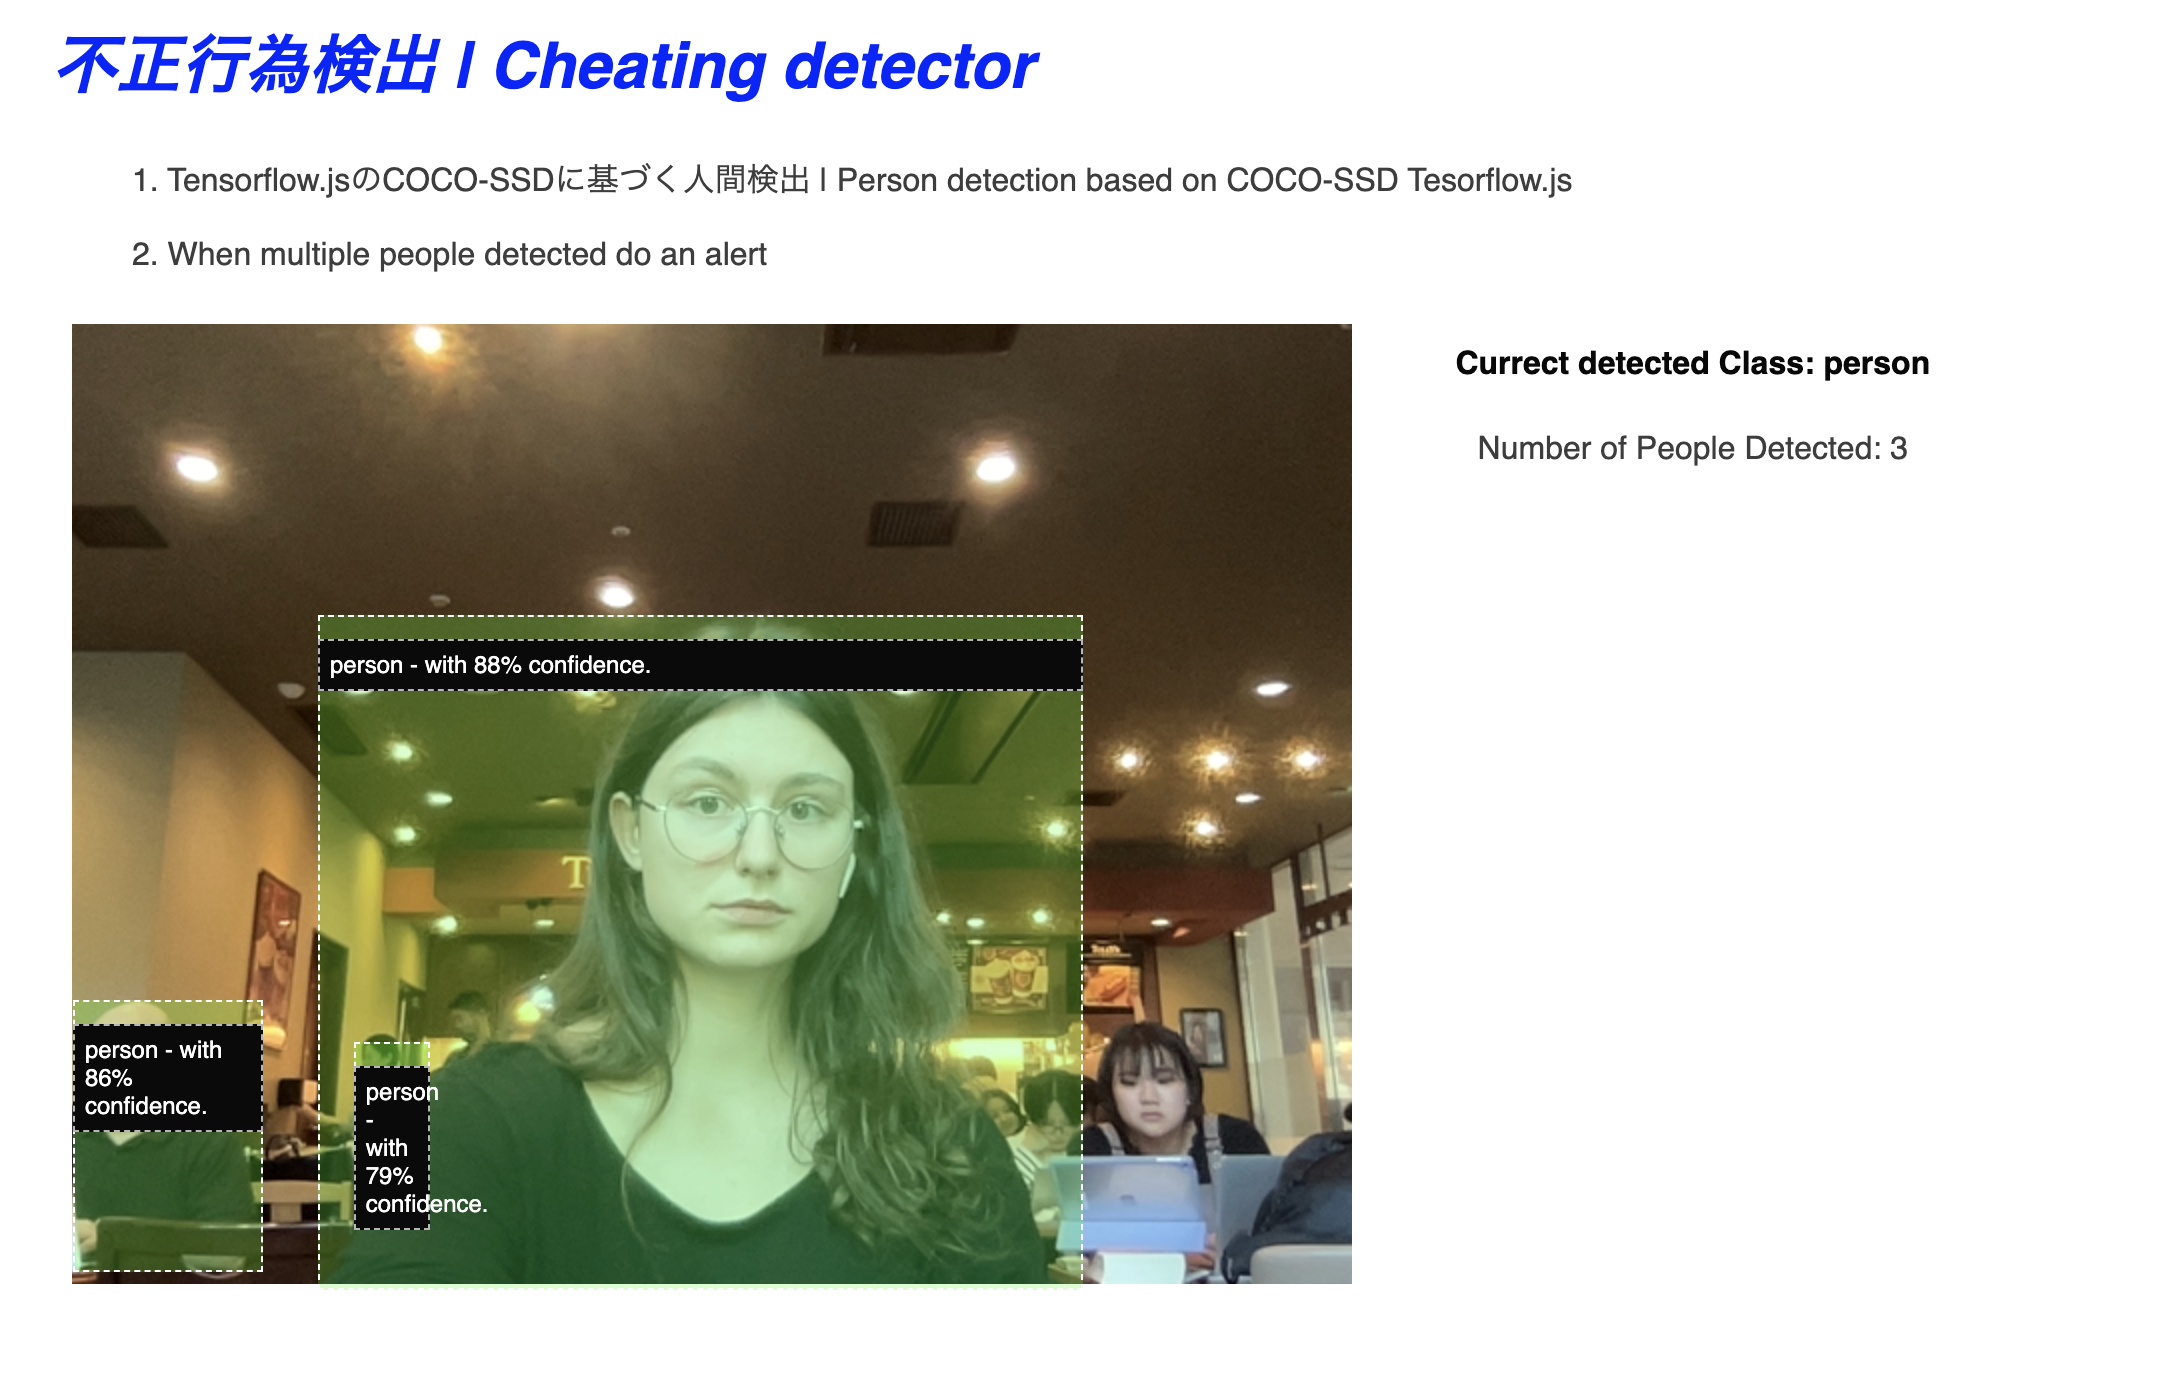 不正行為検出 | Cheating detector
1. Tensorflow.jsのCOCO-SSDに基づく人間検出 | Person detection based on COCO-SSD Tesorflow.js
2. When multiple people detected do an alert
Currect detected Class: person
Number of People Detected: 3
person - with 88% confidence.
T
person - with
86%
confidence.
person
-
with
79%
confidence.